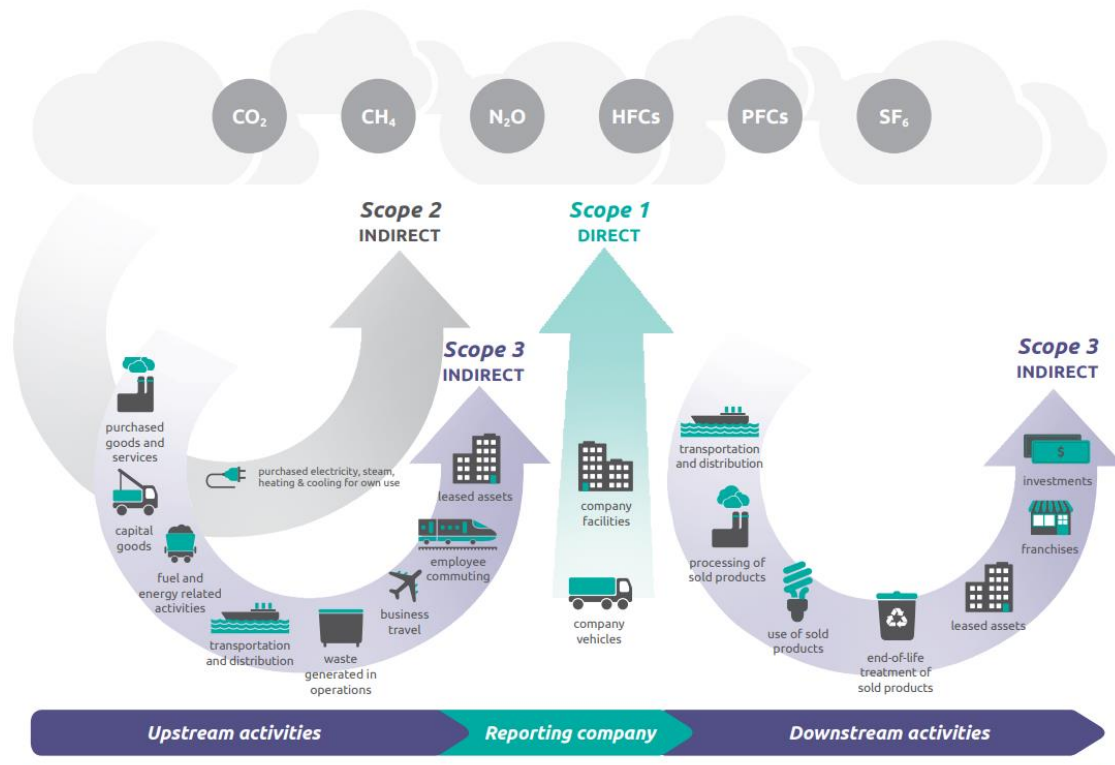 CO₂
CH₄
N₂O
HFCs
PFCs
SF₆
Scope 2
INDIRECT
Scope 1
DIRECT
Scope 3
INDIRECT
Scope 3
INDIRECT
purchased
goods and
services
capital
goods
fuel and
energy related
activities
transportation
and distribution
waste
generated in
operations
business
travel
employee
commuting
leased assets
purchased electricity, steam,
heating & cooling for own use
company
facilities
company
vehicles
transportation
and distribution
processing of
sold products
use of sold
products
end-of-life
treatment of
sold products
leased assets
franchises
$
investments
Upstream activities
Reporting company
Downstream activities